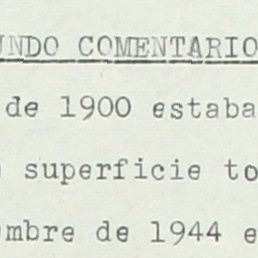 UNDO COMENTARIO
de 1900 estaba
superficie to
mbre de 1944 e